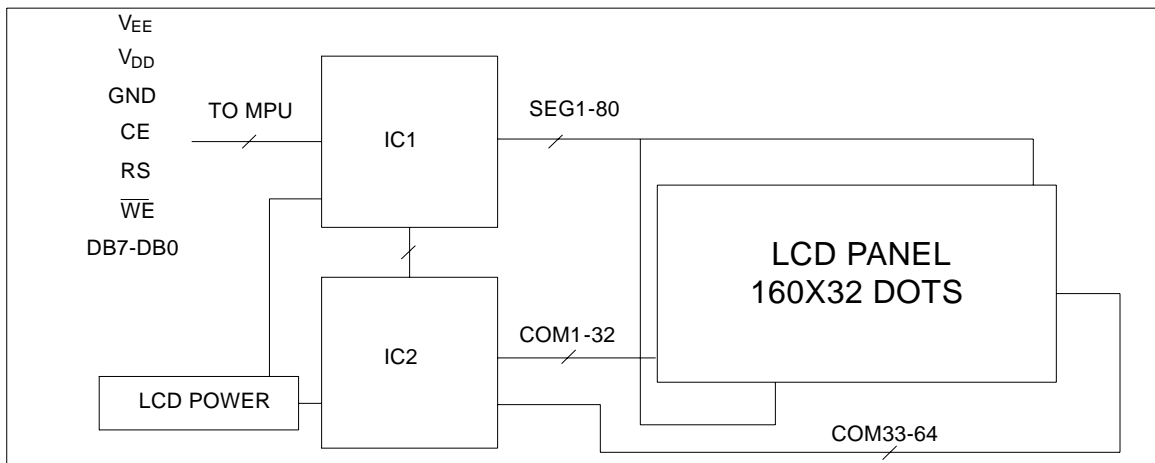 VEE
VDD
GND
CE
RS
W̅E̅
DB7-DB0
TO MPU
IC1
SEG1-80
LCD PANEL
160X32 DOTS
IC2
COM1-32
LCD POWER
COM33-64